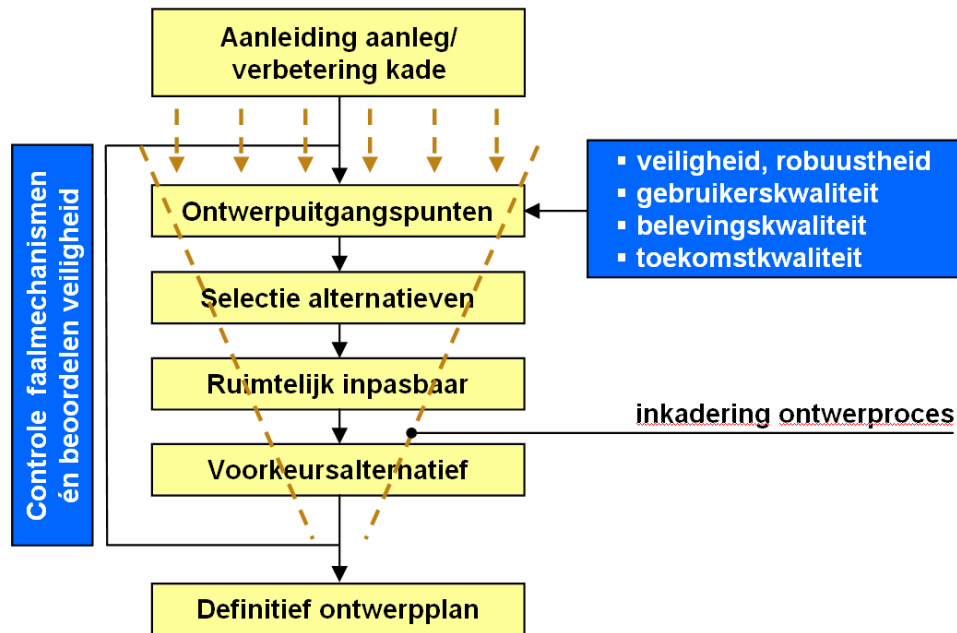 Aanleiding aanleg/
verbetering kade
Controle faalmechanismen
én beoordelen veiligheid
▪ veiligheid, robuustheid
▪ gebruikerskwaliteit
▪ belevingskwaliteit
▪ toekomstkwaliteit
Ontwerpuitgangspunten
Selectie alternatieven
Ruimtelijk inpasbaar
inkadering ontwerproces
Voorkeursalternatief
Definitief ontwerpplan